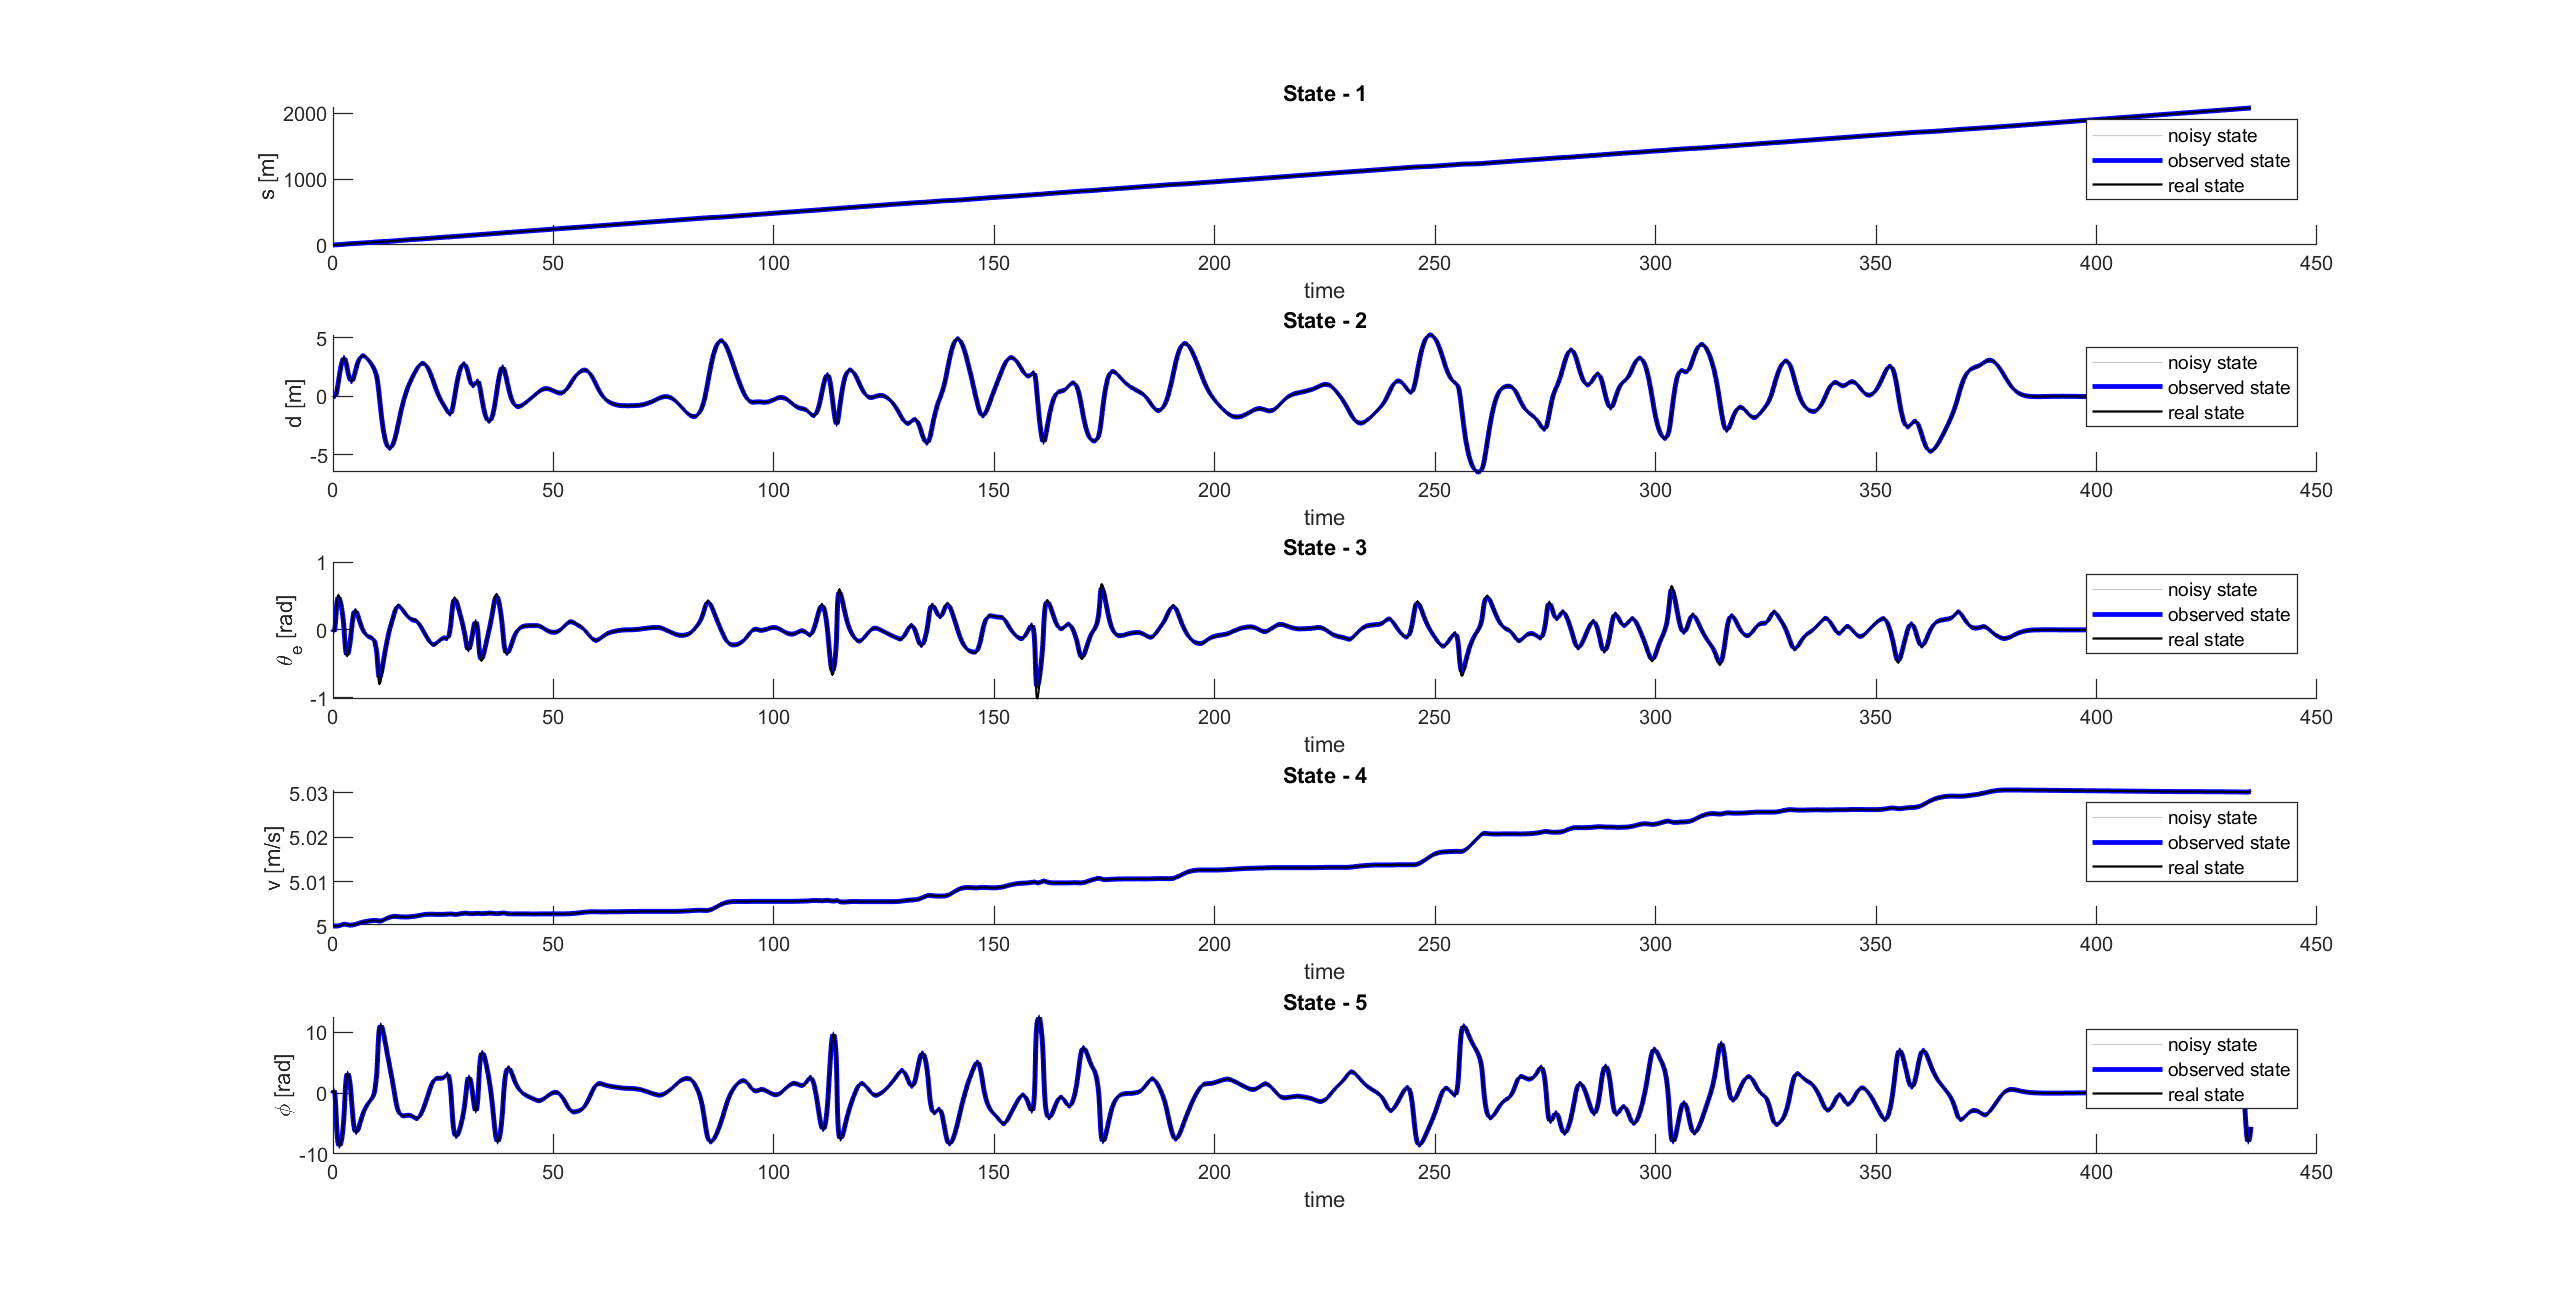 State - 1
s [m]
2000
1000
0
0 50 100 150 200 250 300 350 400 450
time
noisy state
observed state
real state
State - 2
d [m]
5
0
-5
0 50 100 150 200 250 300 350 400 450
time
noisy state
observed state
real state
State - 3
θe [rad]
1
0
-1
0 50 100 150 200 250 300 350 400 450
time
noisy state
observed state
real state
State - 4
v [m/s]
5.03
5.02
5.01
5
0 50 100 150 200 250 300 350 400 450
time
noisy state
observed state
real state
State - 5
ϕ [rad]
10
0
-10
0 50 100 150 200 250 300 350 400 450
time
noisy state
observed state
real state